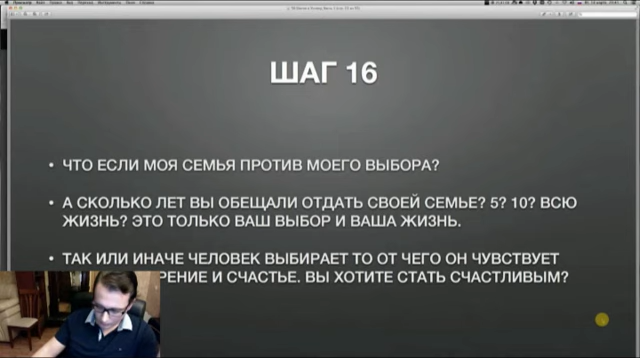 ШАГ 16
• ЧТО ЕСЛИ МОЯ СЕМЬЯ ПРОТИВ МОЕГО ВЫБОРА?
• А СКОЛЬКО ЛЕТ ВЫ ОБЕЩАЛИ ОТДАТЬ СВОЕЙ СЕМЬЕ? 5? 10? ВСЮ
ЖИЗНЬ? ЭТО ТОЛЬКО ВАШ ВЫБОР И ВАША ЖИЗНЬ.
• ТАК ИЛИ ИНАЧЕ ЧЕЛОВЕК ВЫБИРАЕТ ТО ОТ ЧЕГО ОН ЧУВСТВУЕТ
И СЧАСТЬЕ. ВЫ ХОТИТЕ СТАТЬ СЧАСТЛИВЫМ?